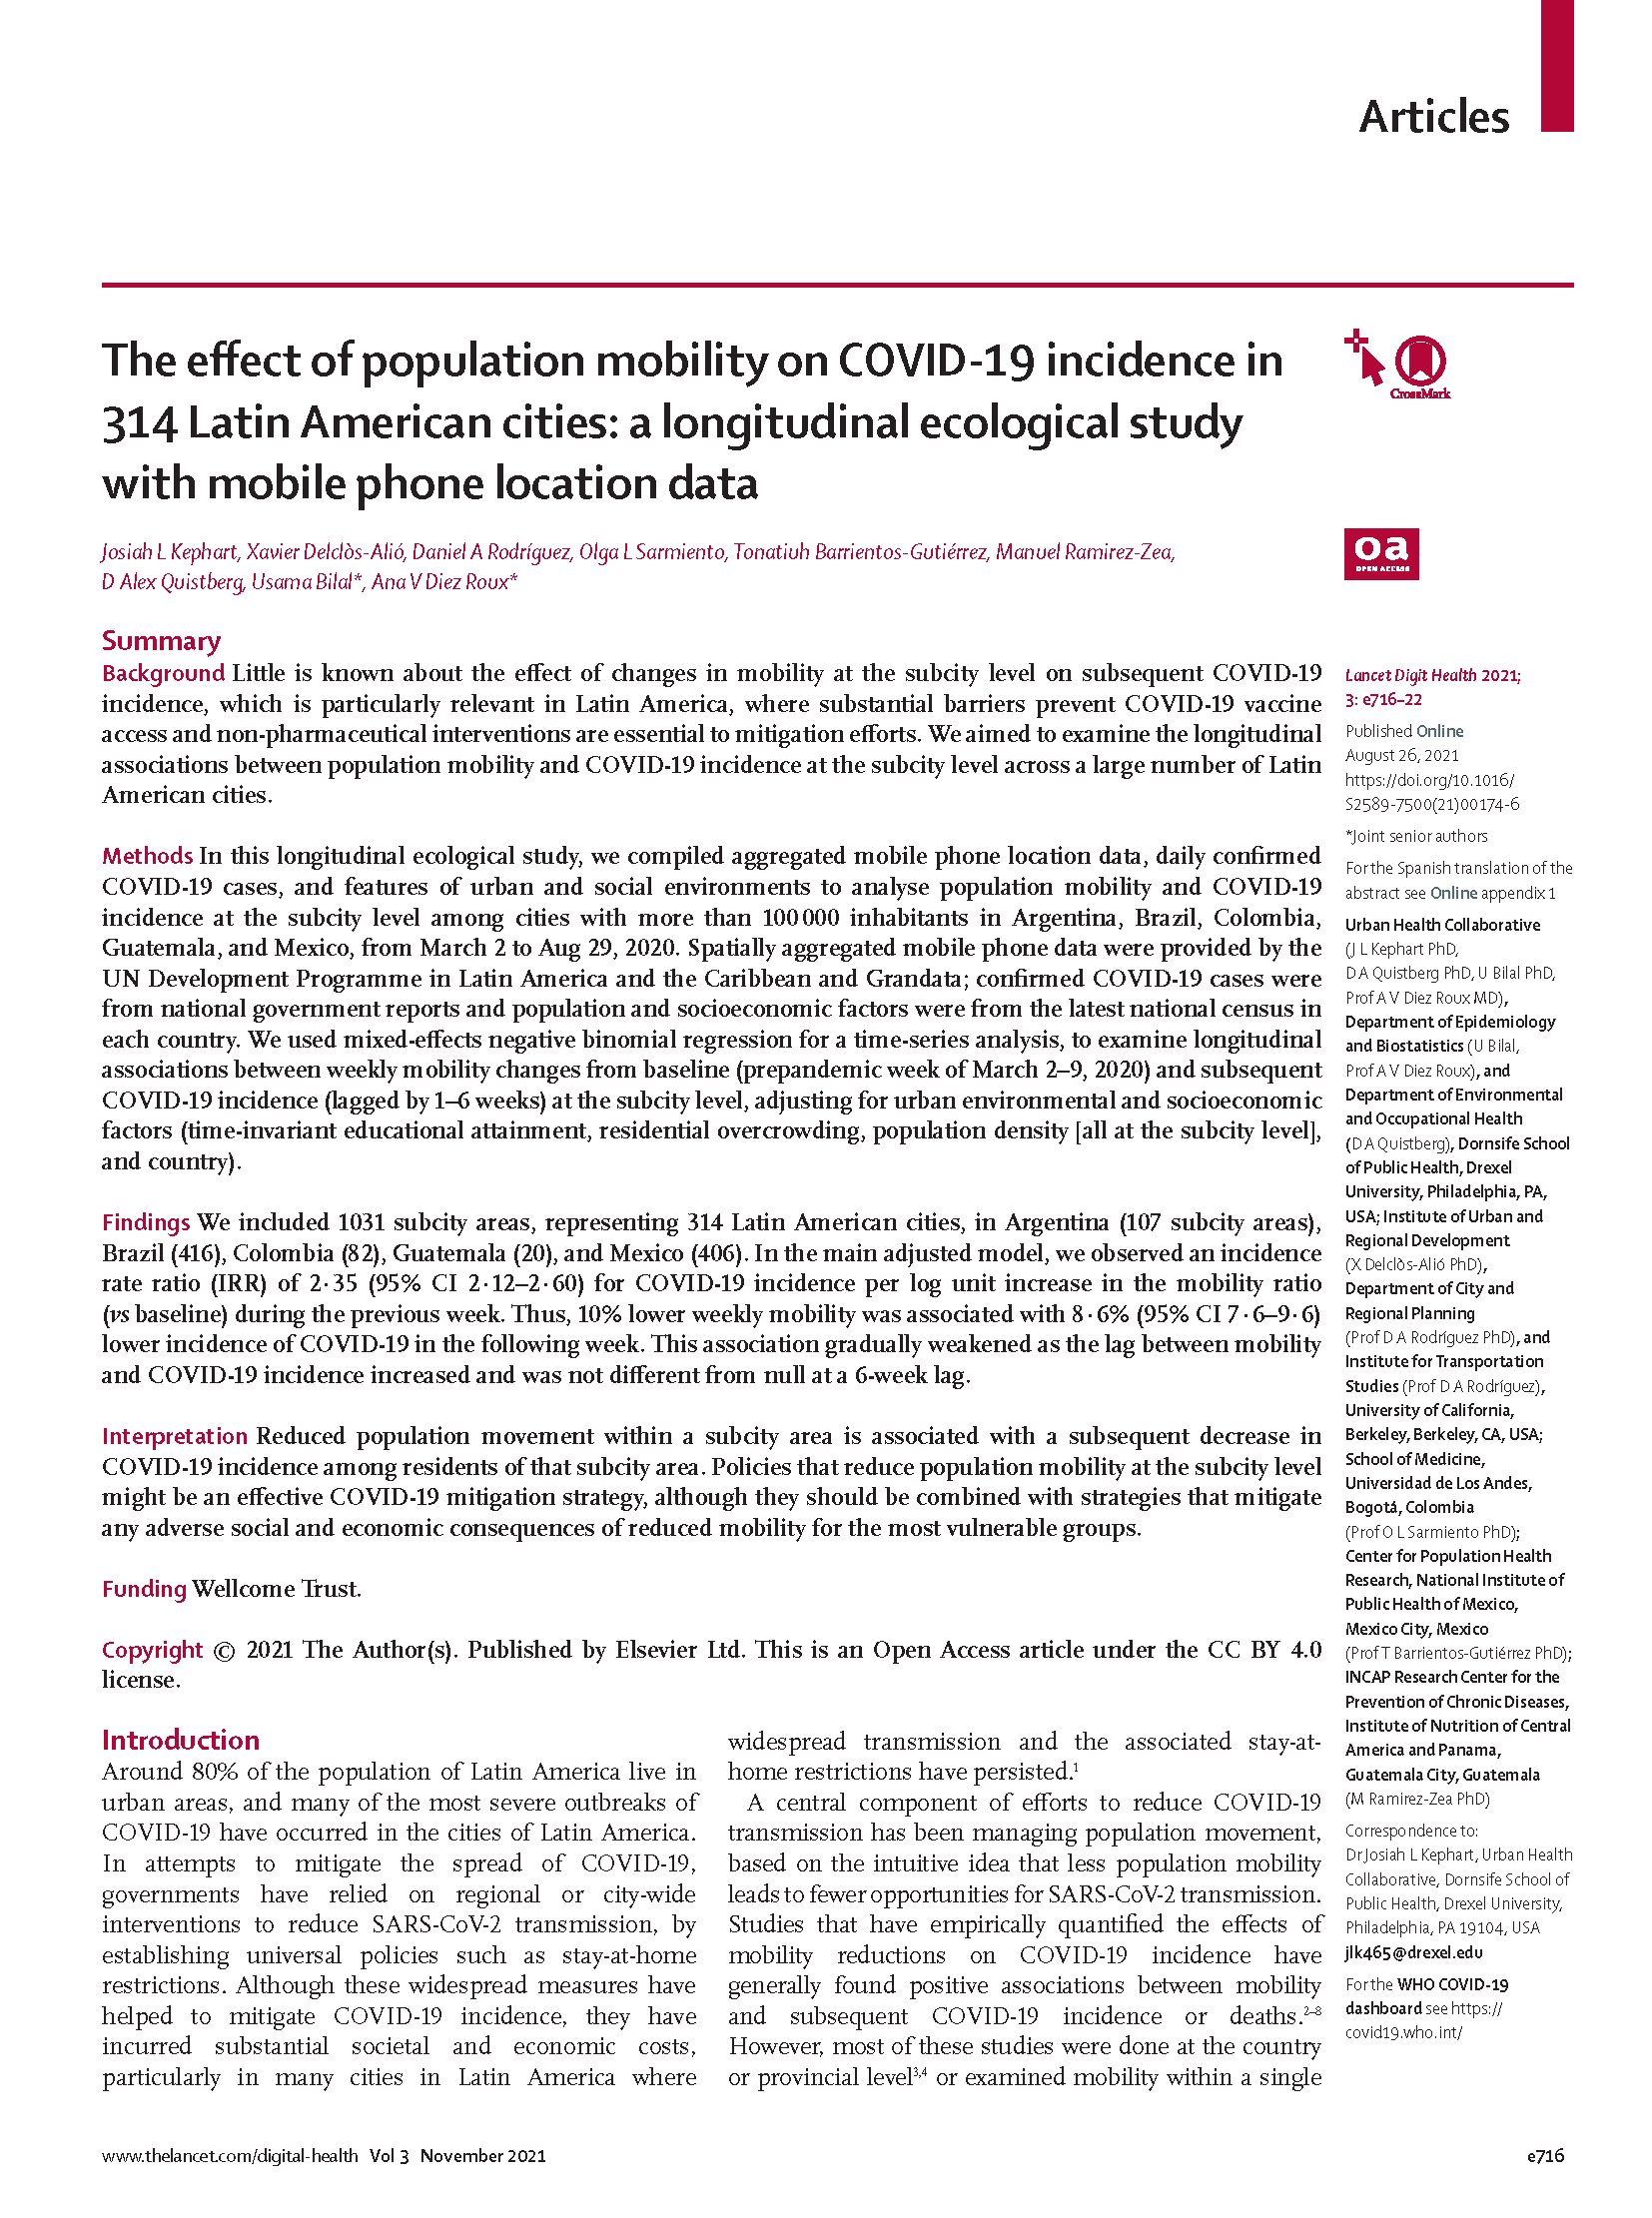 Articles
The effect of population mobility on COVID-19 incidence in
314 Latin American cities: a longitudinal ecological study
with mobile phone location data
CrossMark
Josiah L Kephart, Xavier Delclòs-Alió, Daniel A Rodríguez, Olga L Sarmiento, Tonatiuh Barrientos-Gutiérrez, Manuel Ramirez-Zea,
D Alex Quistberg, Usama Bilal*, Ana V Diez Roux*
oa
OPEN ACCESS
Summary
Background Little is known about the effect of changes in mobility at the subcity level on subsequent COVID-19
incidence, which is particularly relevant in Latin America, where substantial barriers prevent COVID-19 vaccine
access and non-pharmaceutical interventions are essential to mitigation efforts. We aimed to examine the longitudinal
associations between population mobility and COVID-19 incidence at the subcity level across a large number of Latin
American cities.
Methods In this longitudinal ecological study, we compiled aggregated mobile phone location data, daily confirmed
COVID-19 cases, and features of urban and social environments to analyse population mobility and COVID-19
incidence at the subcity level among cities with more than 100 000 inhabitants in Argentina, Brazil, Colombia,
Guatemala, and Mexico, from March 2 to Aug 29, 2020. Spatially aggregated mobile phone data were provided by the
UN Development Programme in Latin America and the Caribbean and Grandata; confirmed COVID-19 cases were
from national government reports and population and socioeconomic factors were from the latest national census in
each country. We used mixed-effects negative binomial regression for a time-series analysis, to examine longitudinal
associations between weekly mobility changes from baseline (prepandemic week of March 2–9, 2020) and subsequent
COVID-19 incidence (lagged by 1–6 weeks) at the subcity level, adjusting for urban environmental and socioeconomic
factors (time-invariant educational attainment, residential overcrowding, population density [all at the subcity level],
and country).
Findings We included 1031 subcity areas, representing 314 Latin American cities, in Argentina (107 subcity areas),
Brazil (416), Colombia (82), Guatemala (20), and Mexico (406). In the main adjusted model, we observed an incidence
rate ratio (IRR) of 2·35 (95% CI 2·12–2·60) for COVID-19 incidence per log unit increase in the mobility ratio
(vs baseline) during the previous week. Thus, 10% lower weekly mobility was associated with 8·6% (95% CI 7·6–9·6)
lower incidence of COVID-19 in the following week. This association gradually weakened as the lag between mobility
and COVID-19 incidence increased and was not different from null at a 6-week lag.
Interpretation Reduced population movement within a subcity area is associated with a subsequent decrease in
COVID-19 incidence among residents of that subcity area. Policies that reduce population mobility at the subcity level
might be an effective COVID-19 mitigation strategy, although they should be combined with strategies that mitigate
any adverse social and economic consequences of reduced mobility for the most vulnerable groups.
Funding Wellcome Trust.
Copyright © 2021 The Author(s). Published by Elsevier Ltd. This is an Open Access article under the CC BY 4.0
license.
Introduction
Around 80% of the population of Latin America live in
urban areas, and many of the most severe outbreaks of
COVID-19 have occurred in the cities of Latin America.
In attempts to mitigate the spread of COVID-19,
governments have relied on regional or city-wide
interventions to reduce SARS-CoV-2 transmission, by
establishing universal policies such as stay-at-home
restrictions. Although these widespread measures have
helped to mitigate COVID-19 incidence, they have
incurred substantial societal and economic costs,
particularly in many cities in Latin America where
widespread transmission and the associated stay-at-
home restrictions have persisted.1
A central component of efforts to reduce COVID-19
transmission has been managing population movement,
based on the intuitive idea that less population mobility
leads to fewer opportunities for SARS-CoV-2 transmission.
Studies that have empirically quantified the effects of
mobility reductions on COVID-19 incidence have
generally found positive associations between mobility
and subsequent COVID-19 incidence or deaths.2–8
However, most of these studies were done at the country
or provincial level3,4 or examined mobility within a single
Lancet Digit Health 2021;
3: e716–22
Published Online
August 26, 2021
https://doi.org/10.1016/
S2589-7500(21)00174-6
*Joint senior authors
For the Spanish translation of the
abstract see Online appendix 1
Urban Health Collaborative
(J L Kephart PhD,
D A Quistberg PhD, U Bilal PhD,
Prof A V Diez Roux MD),
Department of Epidemiology
and Biostatistics (U Bilal,
Prof A V Diez Roux), and
Department of Environmental
and Occupational Health
(D A Quistberg), Dornsife School
of Public Health, Drexel
University, Philadelphia, PA,
USA; Institute of Urban and
Regional Development
(X Delclòs-Alió PhD),
Department of City and
Regional Planning
(Prof D A Rodríguez PhD), and
Institute for Transportation
Studies (Prof D A Rodríguez),
University of California,
Berkeley, Berkeley, CA, USA;
School of Medicine,
Universidad de Los Andes,
Bogotá, Colombia
(Prof O L Sarmiento PhD);
Center for Population Health
Research, National Institute of
Public Health of Mexico,
Mexico City, Mexico
(Prof T Barrientos-Gutiérrez PhD);
INCAP Research Center for the
Prevention of Chronic Diseases,
Institute of Nutrition of Central
America and Panama,
Guatemala City, Guatemala
(M Ramirez-Zea PhD)
Correspondence to:
Dr Josiah L Kephart, Urban Health
Collaborative, Dornsife School of
Public Health, Drexel University,
Philadelphia, PA 19104, USA
jlk465@drexel.edu
For the WHO COVID-19
dashboard see https://
covid19.who.int/
www.thelancet.com/digital-health Vol 3 November 2021
e716